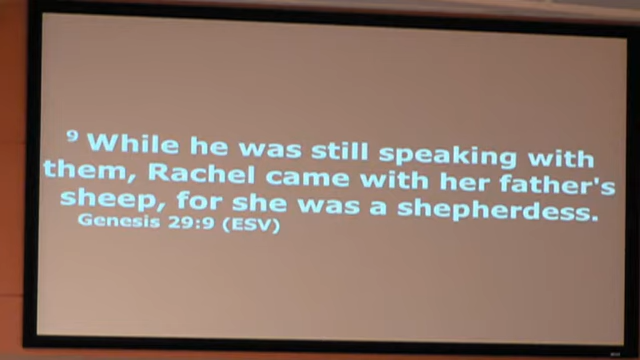 9 While he was still speaking with
them, Rachel came with her father's
sheep, for she was a shepherdess.
Genesis 29:9 (ESV)